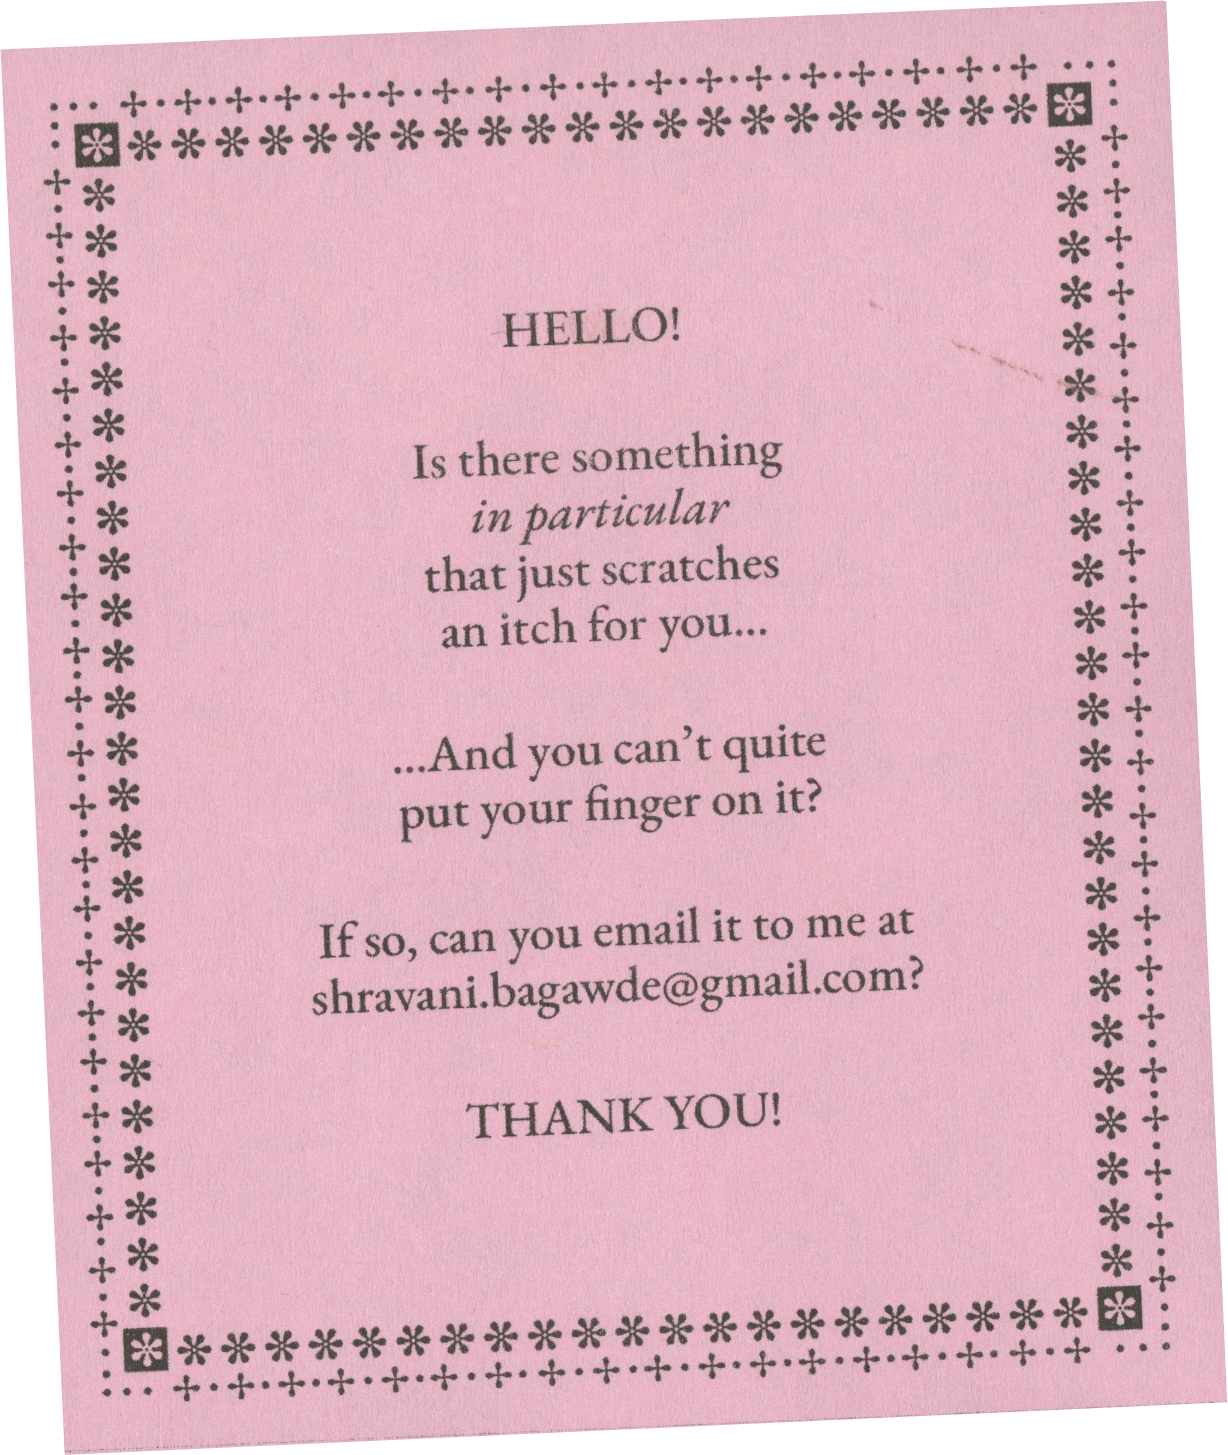 HELLO!
Is there something
in particular
that just scratches
an itch for you...
...And you can’t quite
put your finger on it?
If so, can you email it to me at
shravani.bagawde@gmail.com?
THANK YOU!